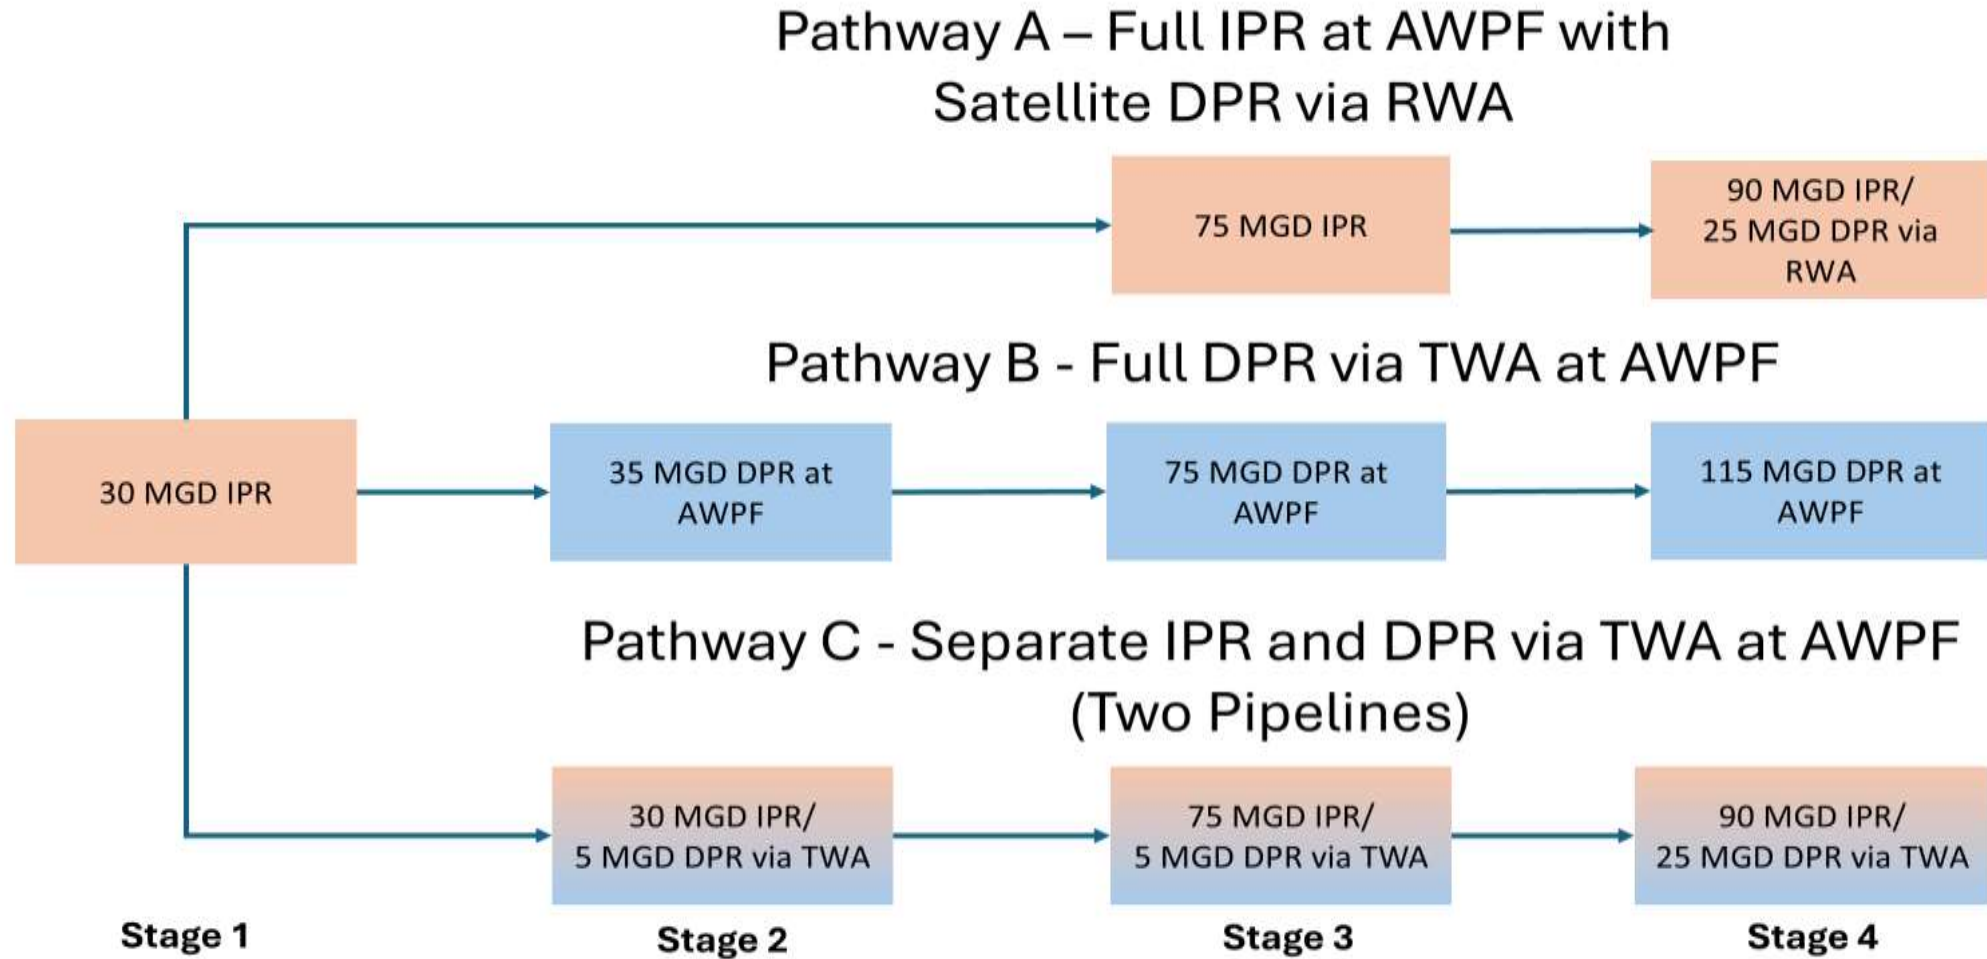 Pathway A – Full IPR at AWPF with
Satellite DPR via RWA
75 MGD IPR
90 MGD IPR/
25 MGD DPR via
RWA
Pathway B - Full DPR via TWA at AWPF
30 MGD IPR
35 MGD DPR at
AWPF
75 MGD DPR at
AWPF
115 MGD DPR at
AWPF
Pathway C - Separate IPR and DPR via TWA at AWPF
(Two Pipelines)
30 MGD IPR/
5 MGD DPR via TWA
75 MGD IPR/
5 MGD DPR via TWA
90 MGD IPR/
25 MGD DPR via TWA
Stage 1
Stage 2
Stage 3
Stage 4